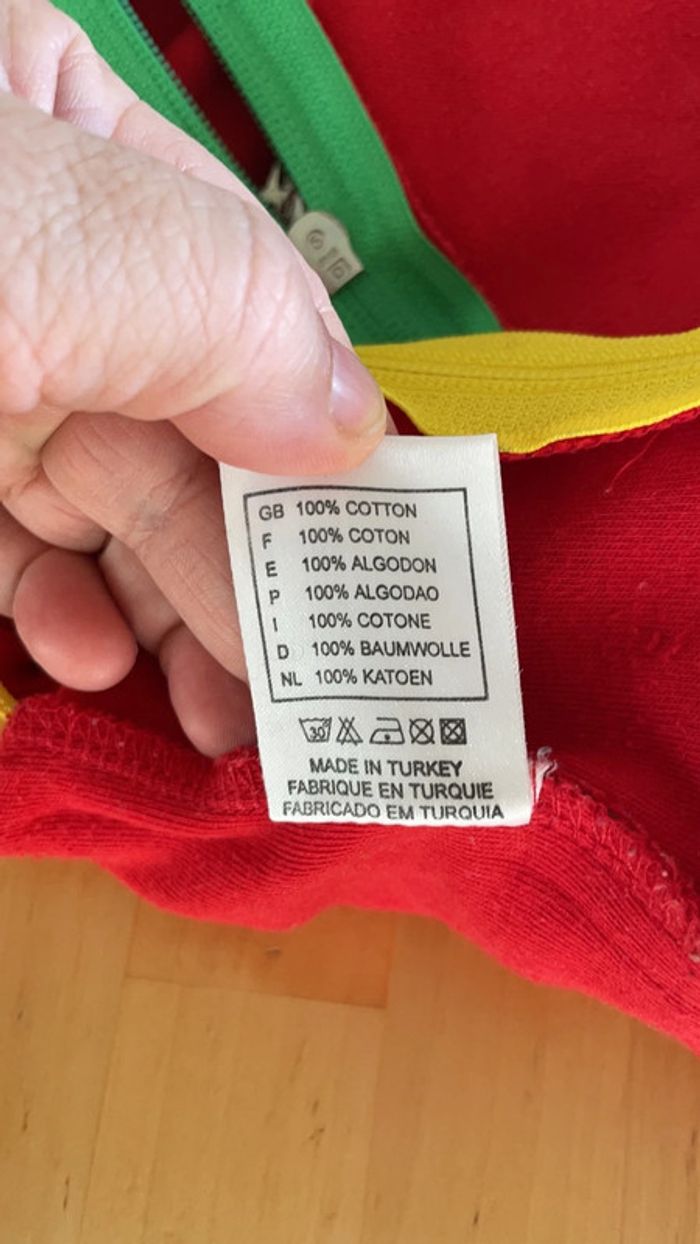 GB 100% COTTON
F 100% COTON
E 100% ALGODON
P 100% ALGODAO
I 100% COTONE
D 100% BAUMWOLLE
NL 100% KATOEN
30
MADE IN TURKEY
FABRIQUE EN TURQUIE
FABRICADO EM TURQUIA